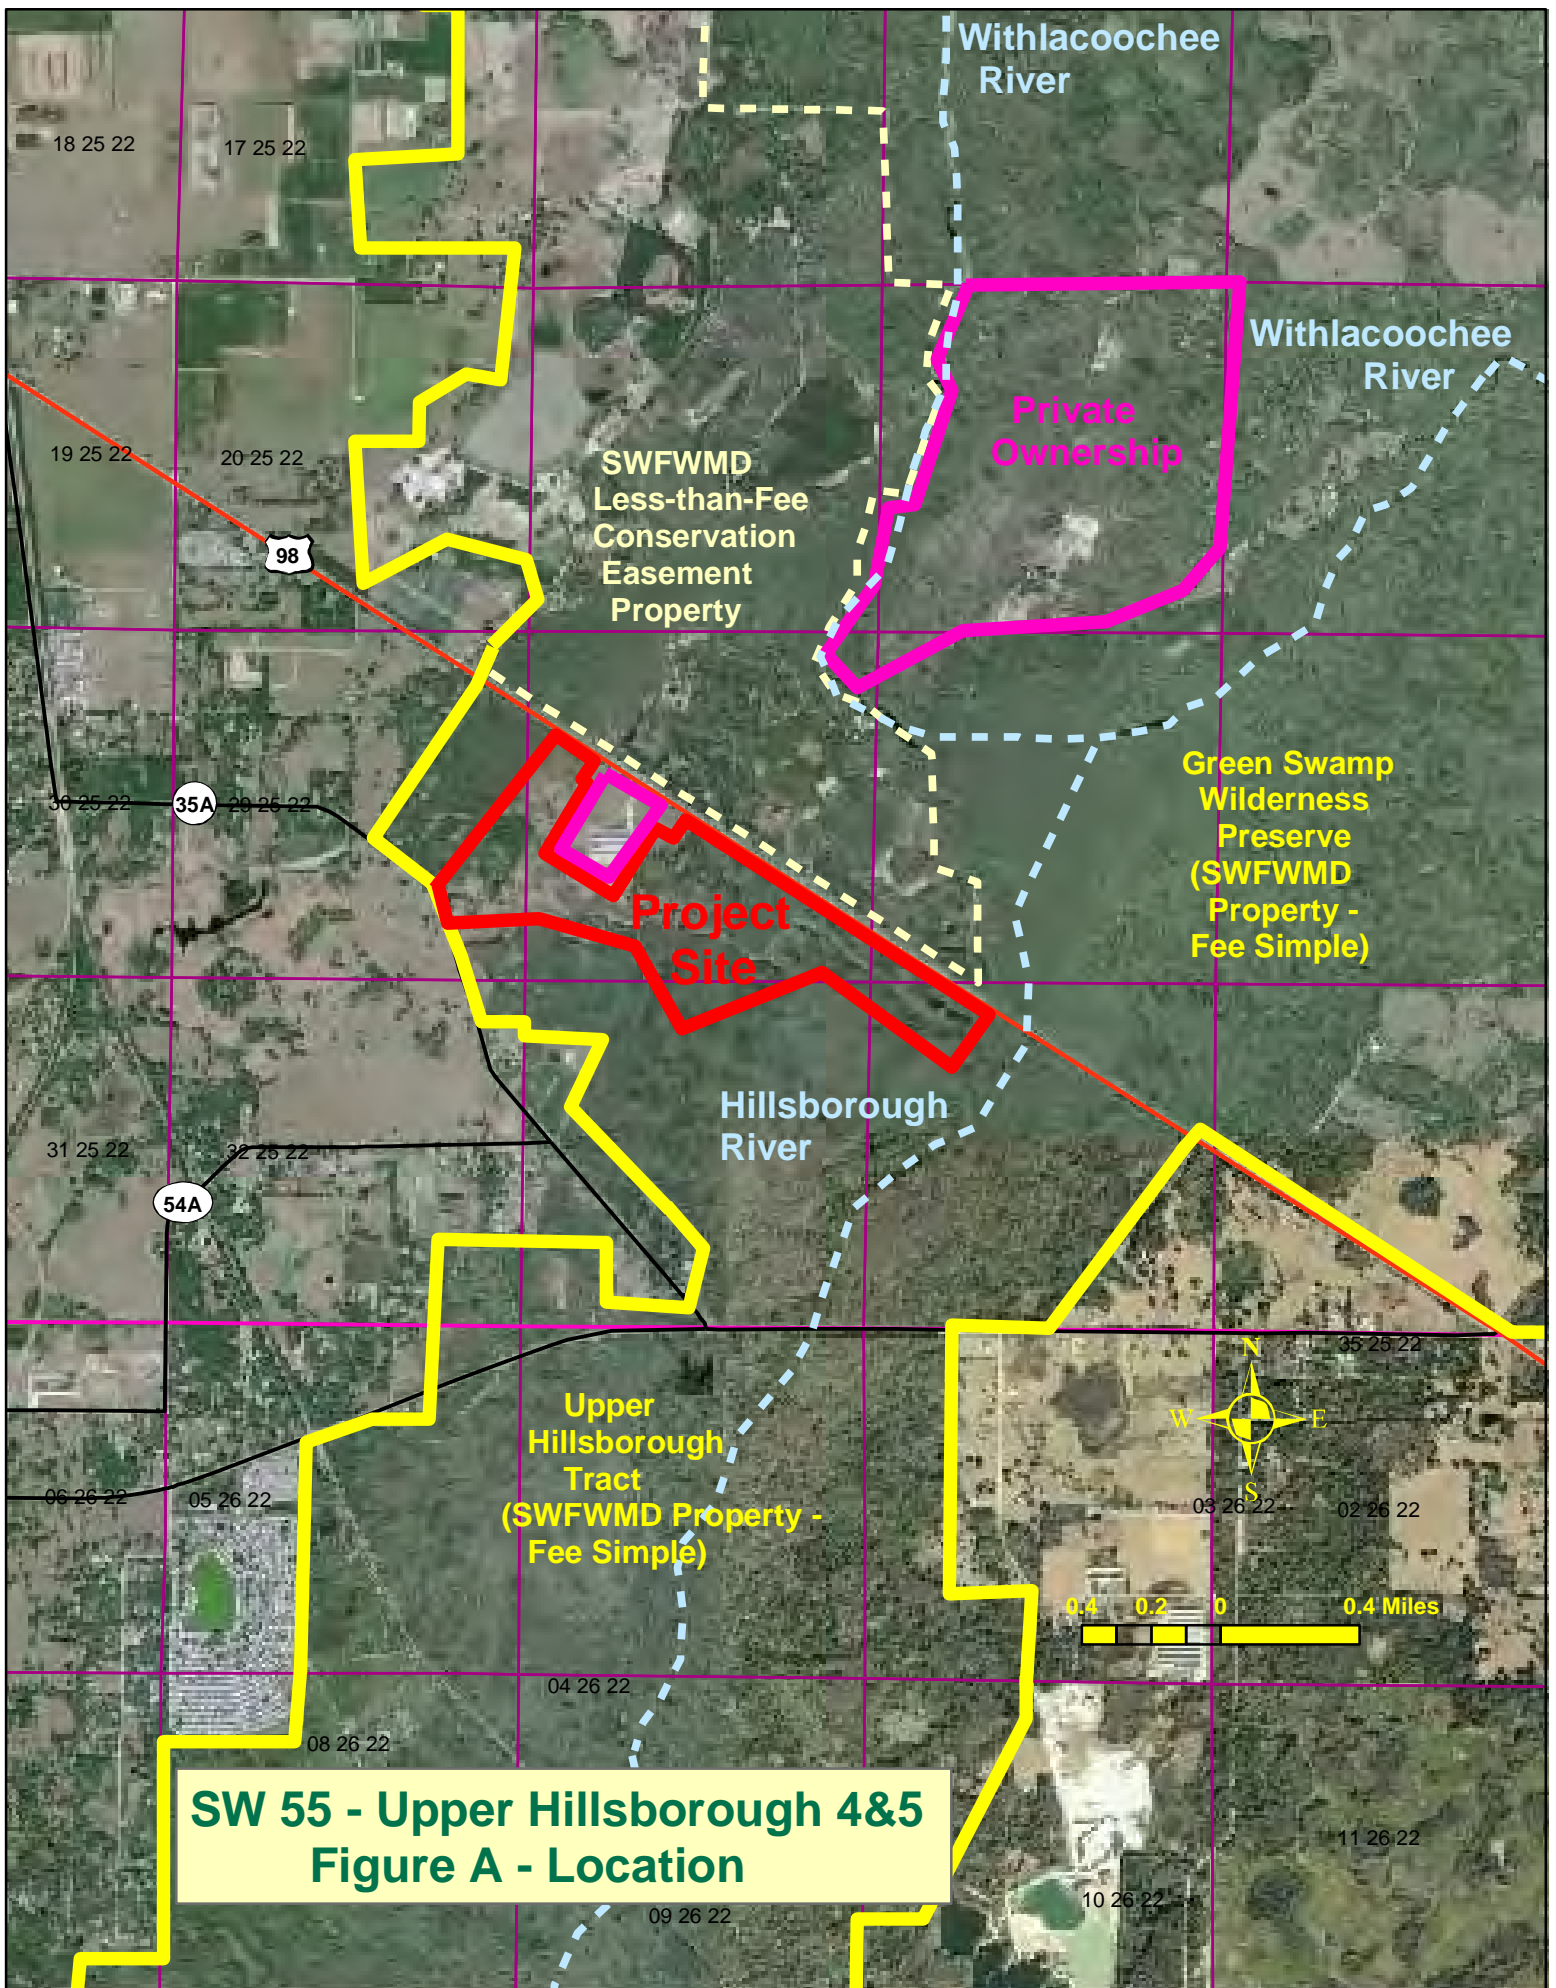 Withlacoochee
River
18 25 22
17 25 22
Withlacoochee
River
Private
Ownership
19 25 22
20 25 22
SWFWMD
Less-than-Fee
Conservation
Easement
Property
98
Green Swamp
Wilderness
Preserve
(SWFWMD
Property -
Fee Simple)
30 25 22
35A
29 25 22
Project
Site
Hillsborough
River
31 25 22
32 25 22
54A
35 25 22
N
W
E
S
Upper
Hillsborough
Tract
(SWFWMD Property -
Fee Simple)
06 26 22
05 26 22
03 26 22
02 26 22
0.4 0.2 0 0.4 Miles
04 26 22
08 26 22
SW 55 - Upper Hillsborough 4&5
Figure A - Location
11 26 22
10 26 22
09 26 22